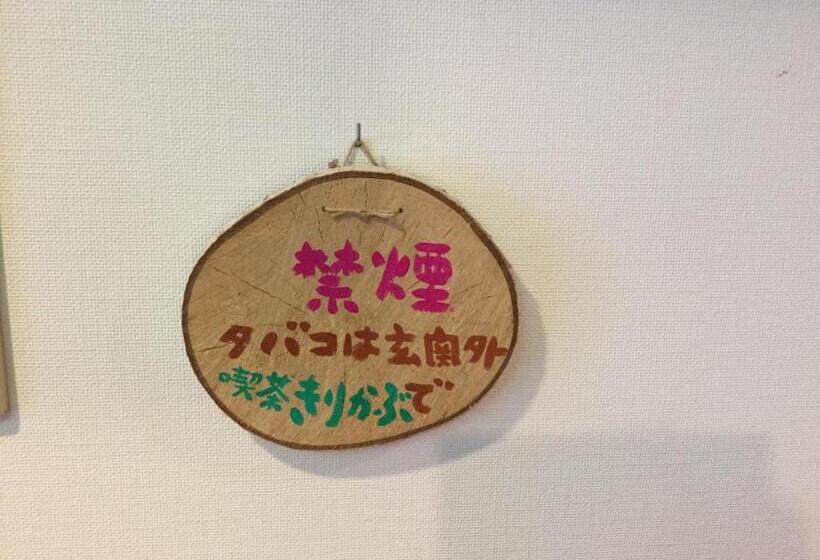 禁煙
タバコは玄関外
喫茶きりかぶで